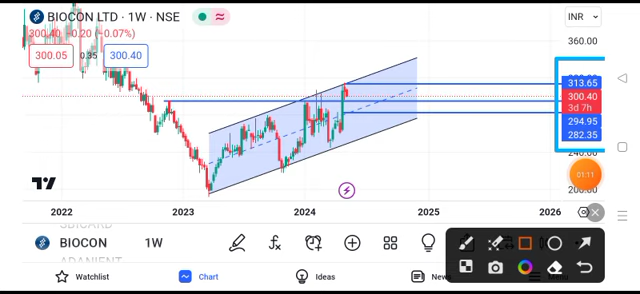 BIOCON LTD · 1W · NSE
INR
300.40 −0.20 (−0.07%)
300.05 0.35 300.40
360.00
313.65
300.40
3d 7h
294.95
282.35
240.00
200.00
01:11
2022 2023 2024 2025 2026
SBICARD
BIOCON 1W
ADANIENT
Watchlist Chart Ideas News Menu